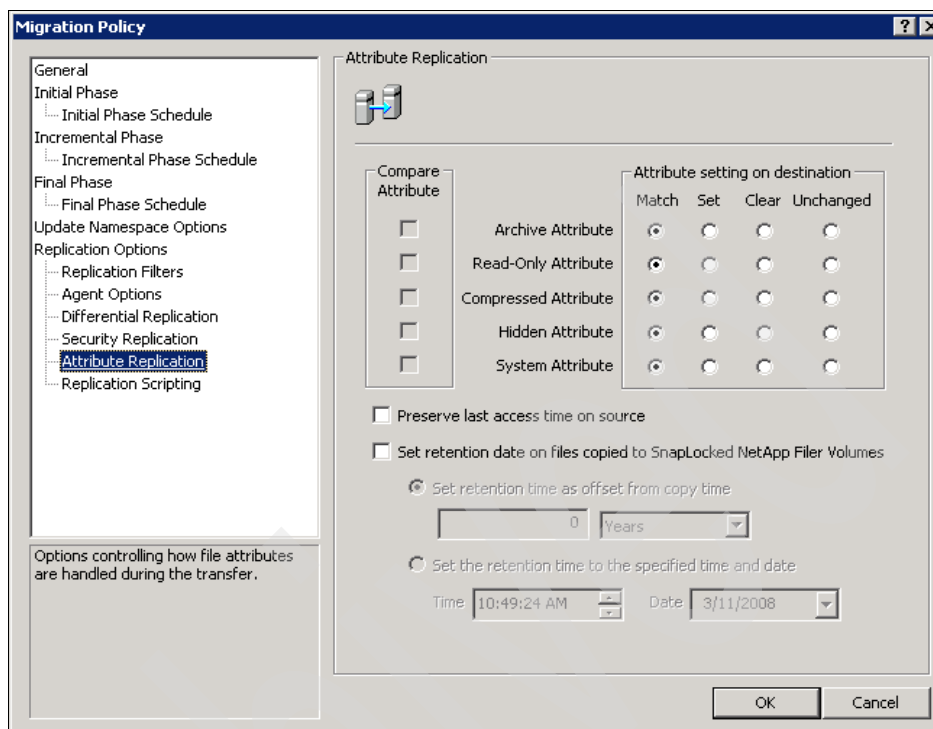 Migration Policy
General
Initial Phase
Initial Phase Schedule
Incremental Phase
Incremental Phase Schedule
Final Phase
Final Phase Schedule
Update Namespace Options
Replication Options
Replication Filters
Agent Options
Differential Replication
Security Replication
Attribute Replication
Replication Scripting
Options controlling how file attributes
are handled during the transfer.
Attribute Replication
Compare
Attribute
Attribute setting on destination
Match Set Clear Unchanged
Archive Attribute
Read-Only Attribute
Compressed Attribute
Hidden Attribute
System Attribute
Preserve last access time on source
Set retention date on files copied to SnapLocked NetApp Filer Volumes
Set retention time as offset from copy time
0 Years
Set the retention time to the specified time and date
Time 10:49:24 AM Date 3/11/2008
OK Cancel